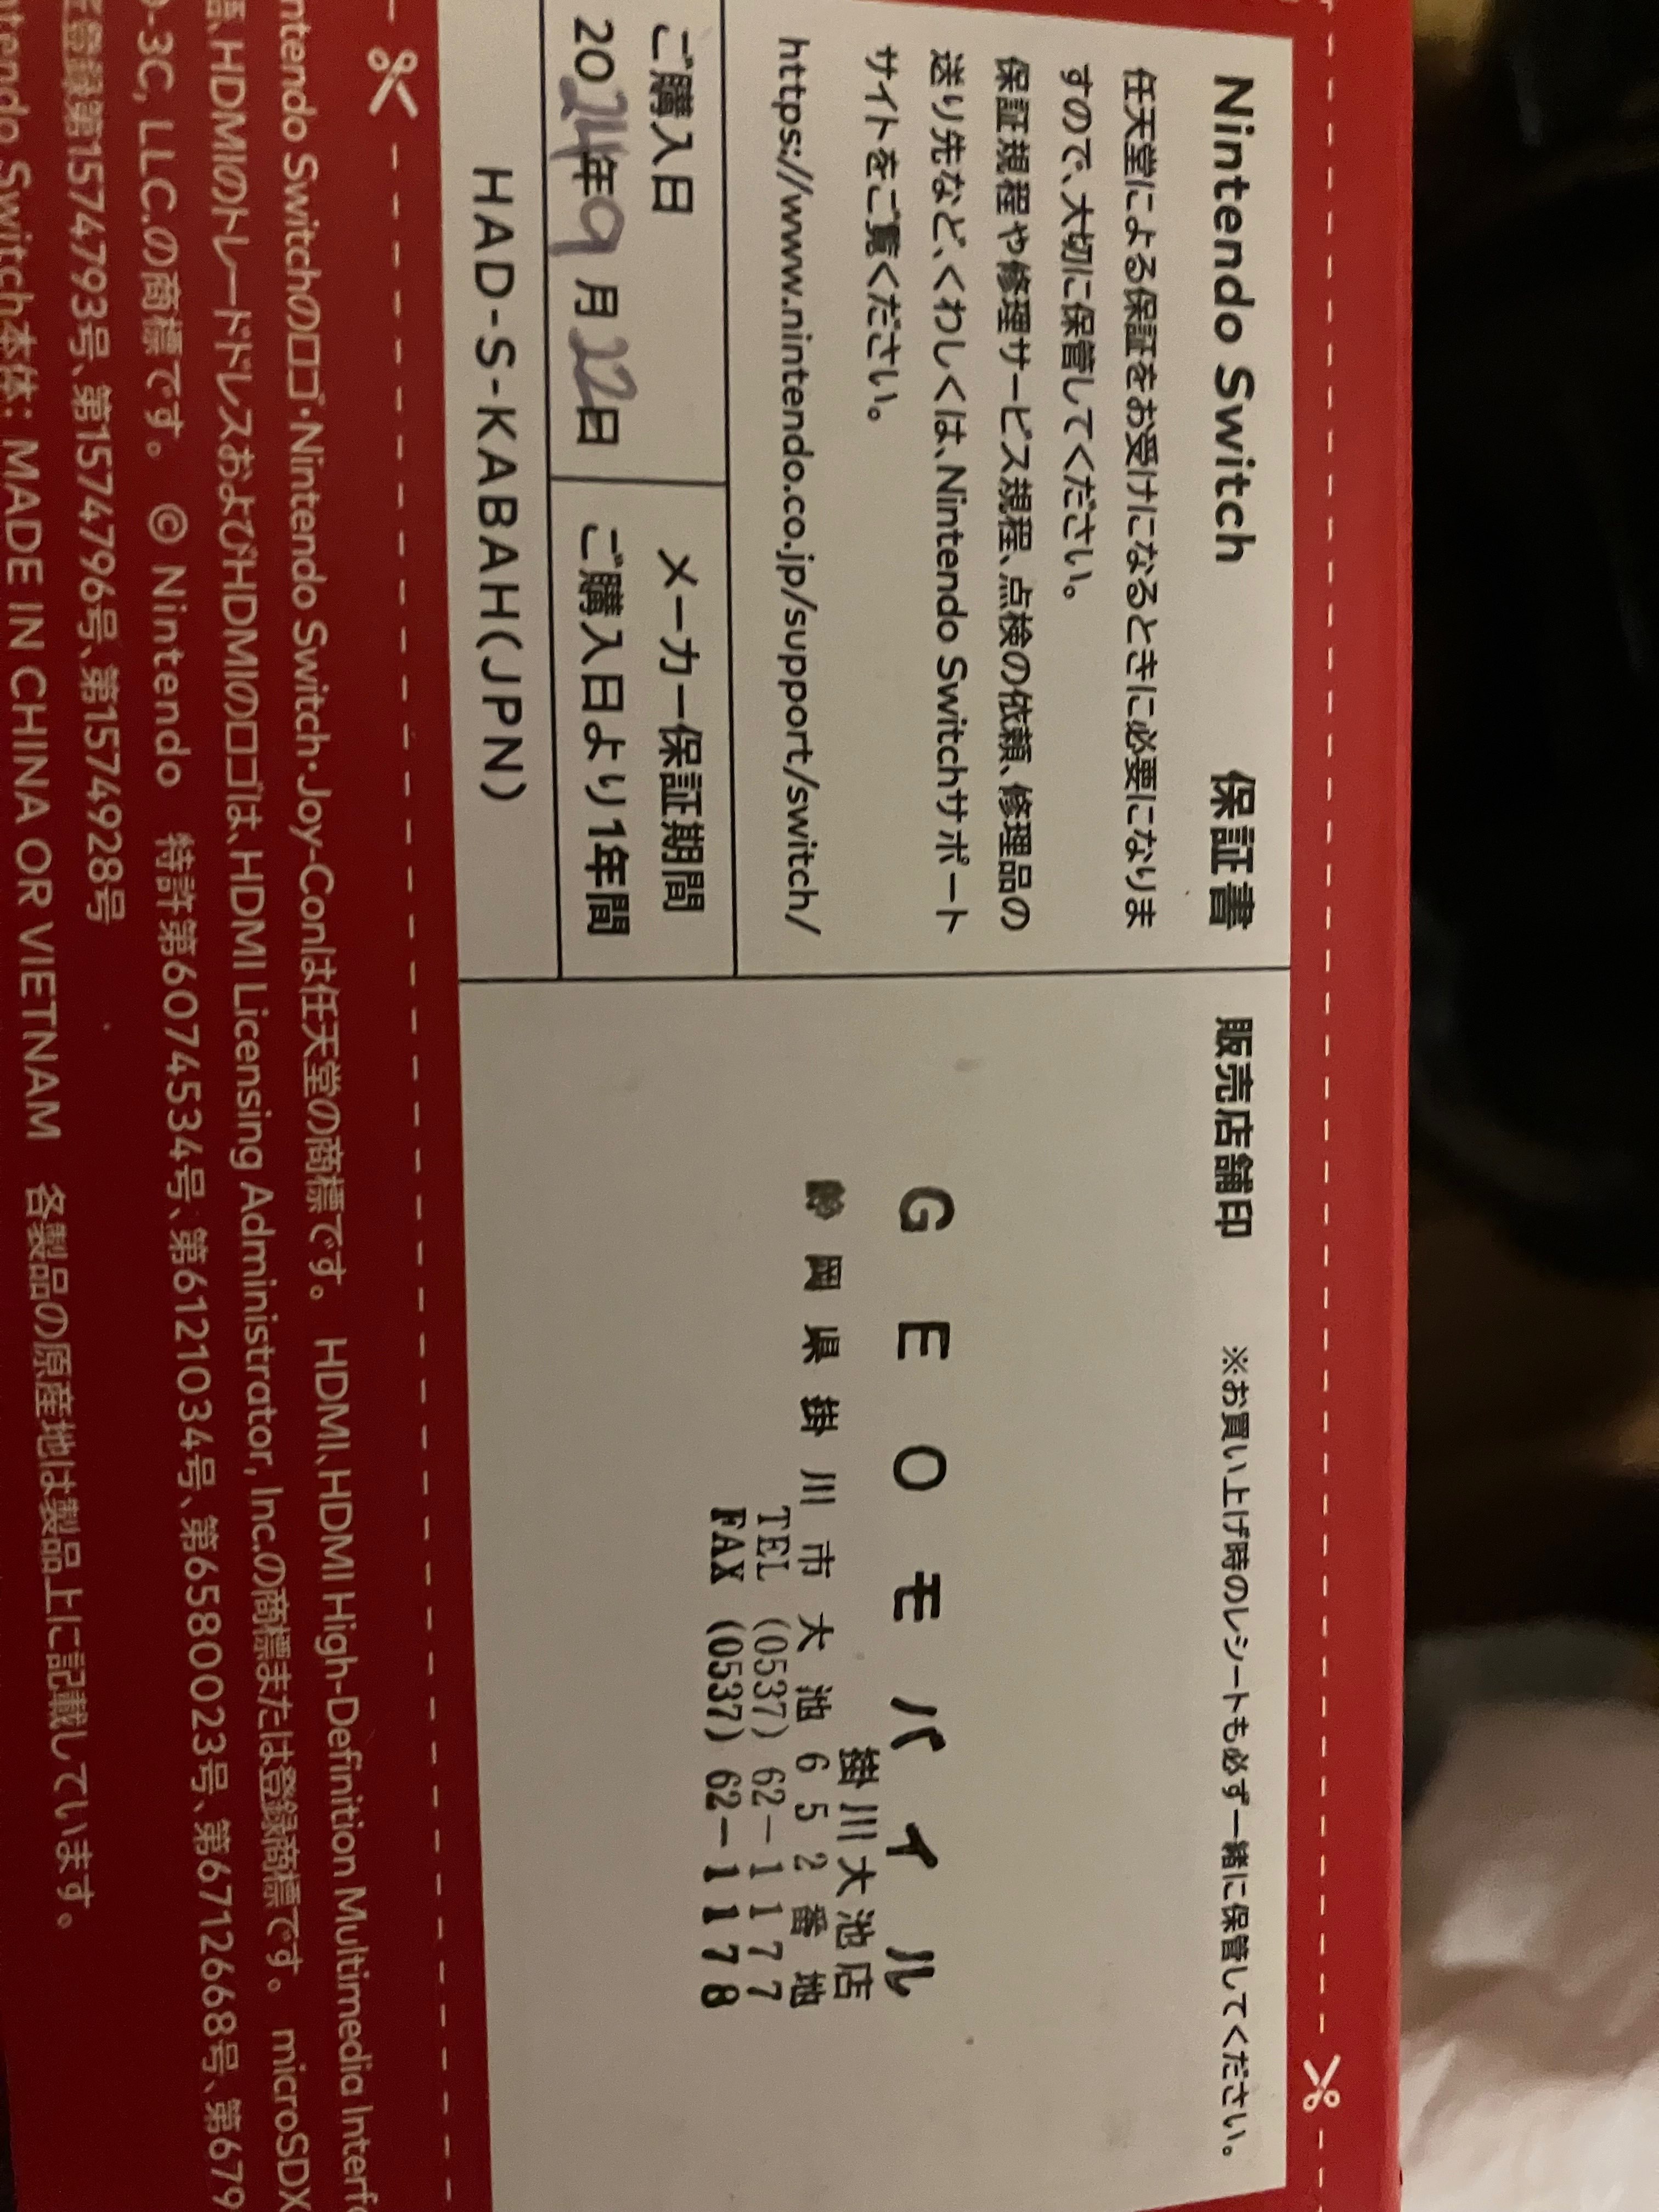 Nintendo Switch 保証書
任天堂による保証をお受けになるときに必要になりま
すので、大切に保管してください。
保証規程や修理サービス規程、点検の依頼、修理品の
送り先など、くわしくは、Nintendo Switchサポート
サイトをご覧ください。
https://www.nintendo.co.jp/support/switch/
ご購入日
2024年9月22日
メーカー保証期間
ご購入日より1年間
HAD-S-KABAH(JPN)
販売店舗印 ※お買い上げ時のレシートも必ず一緒に保管してください。
GEOモバイル
掛川大池店
岡県掛川市大池652番地
TEL (0537) 62-1177
FAX (0537) 62-1178
ntendo Switchのロゴ・Nintendo Switch・Joy-Conは任天堂の商標です。 HDMI、HDMI High-Definition Multimedia Interf
語、HDMIのトレードドレスおよびHDMIのロゴは、HDMI Licensing Administrator, Inc.の商標または登録商標です。 microSDX
-3C, LLC.の商標です。 © Nintendo 特許第6074534号、第6121034号、第6580023号、第6712668号、第679
登録第1574793号、第1574796号、第1574928号
ntendo Switch本体: MADE IN CHINA OR VIETNAM 各製品の原産地は製品上に記載しています。